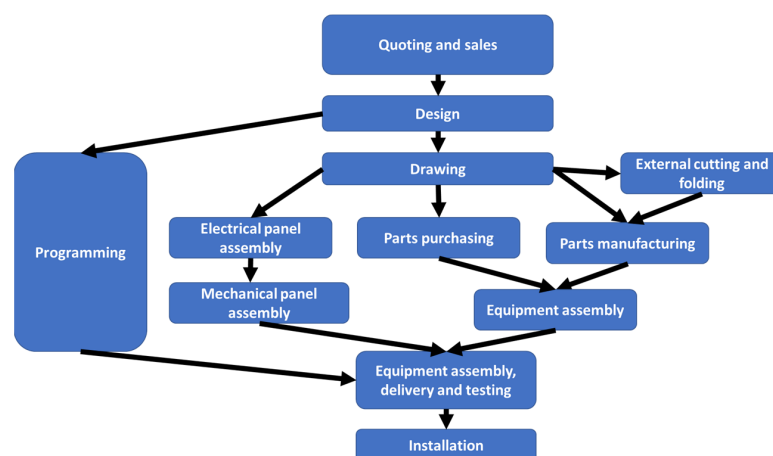 Quoting and sales
Design
Drawing
External cutting and
folding
Programming
Electrical panel
assembly
Parts purchasing
Parts manufacturing
Mechanical panel
assembly
Equipment assembly
Equipment assembly,
delivery and testing
Installation